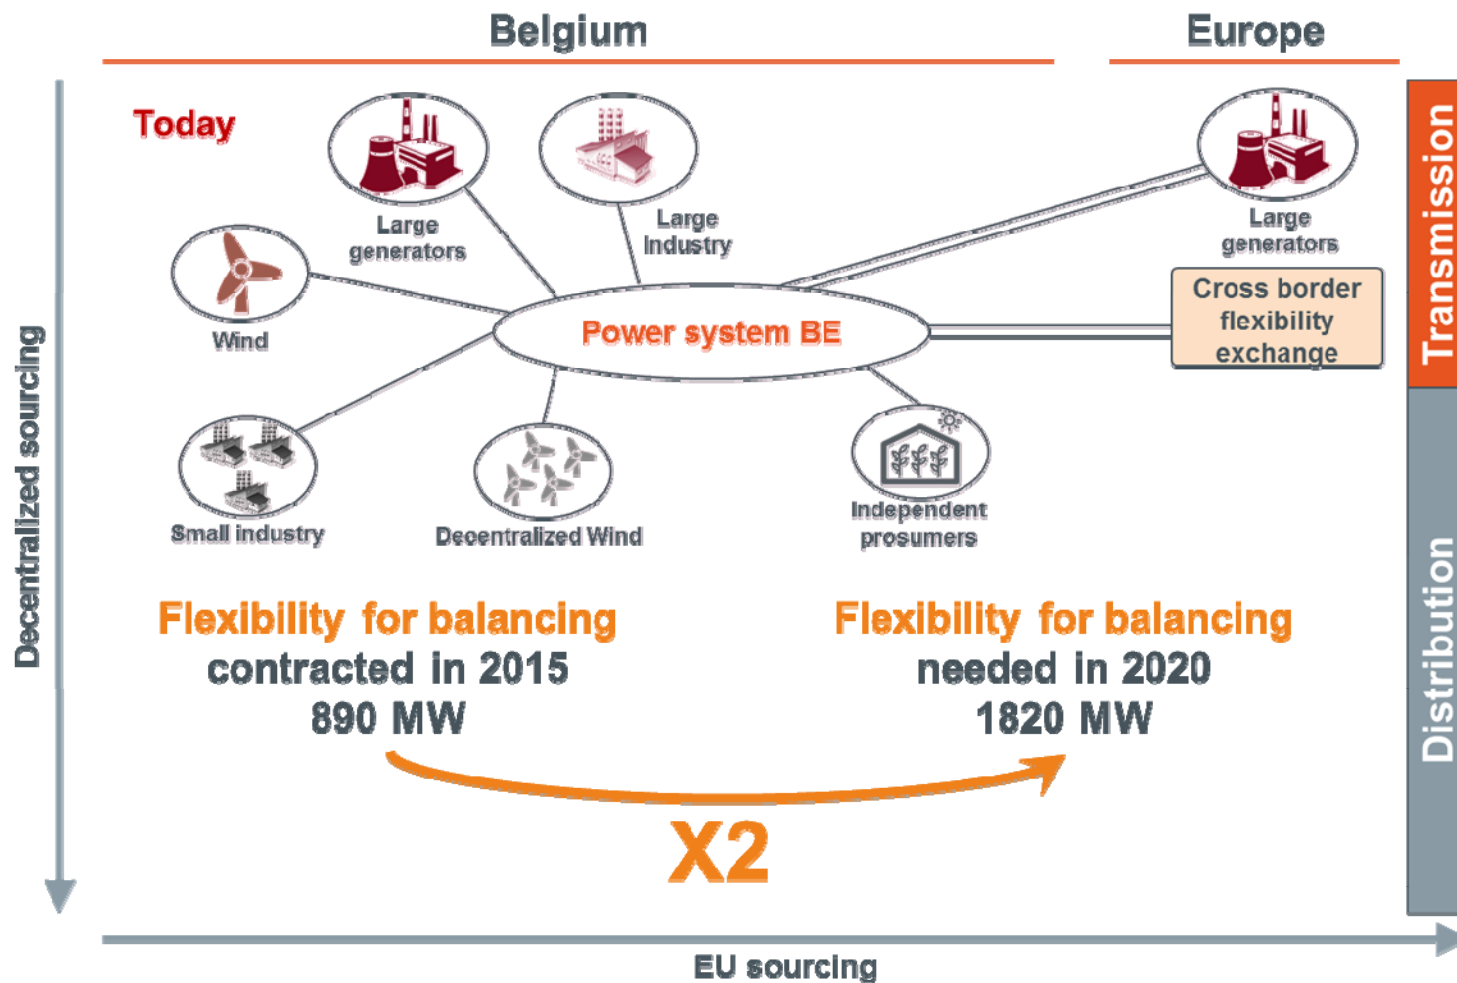 Belgium
Europe
Today
Large
generators
Large
Industry
Large
generators
Wind
Power system BE
Cross border
flexibility
exchange
Small industry
Decentralized Wind
Independent
prosumers
Flexibility for balancing
contracted in 2015
890 MW
Flexibility for balancing
needed in 2020
1820 MW
X2
Decentralized sourcing
EU sourcing
Transmission
Distribution